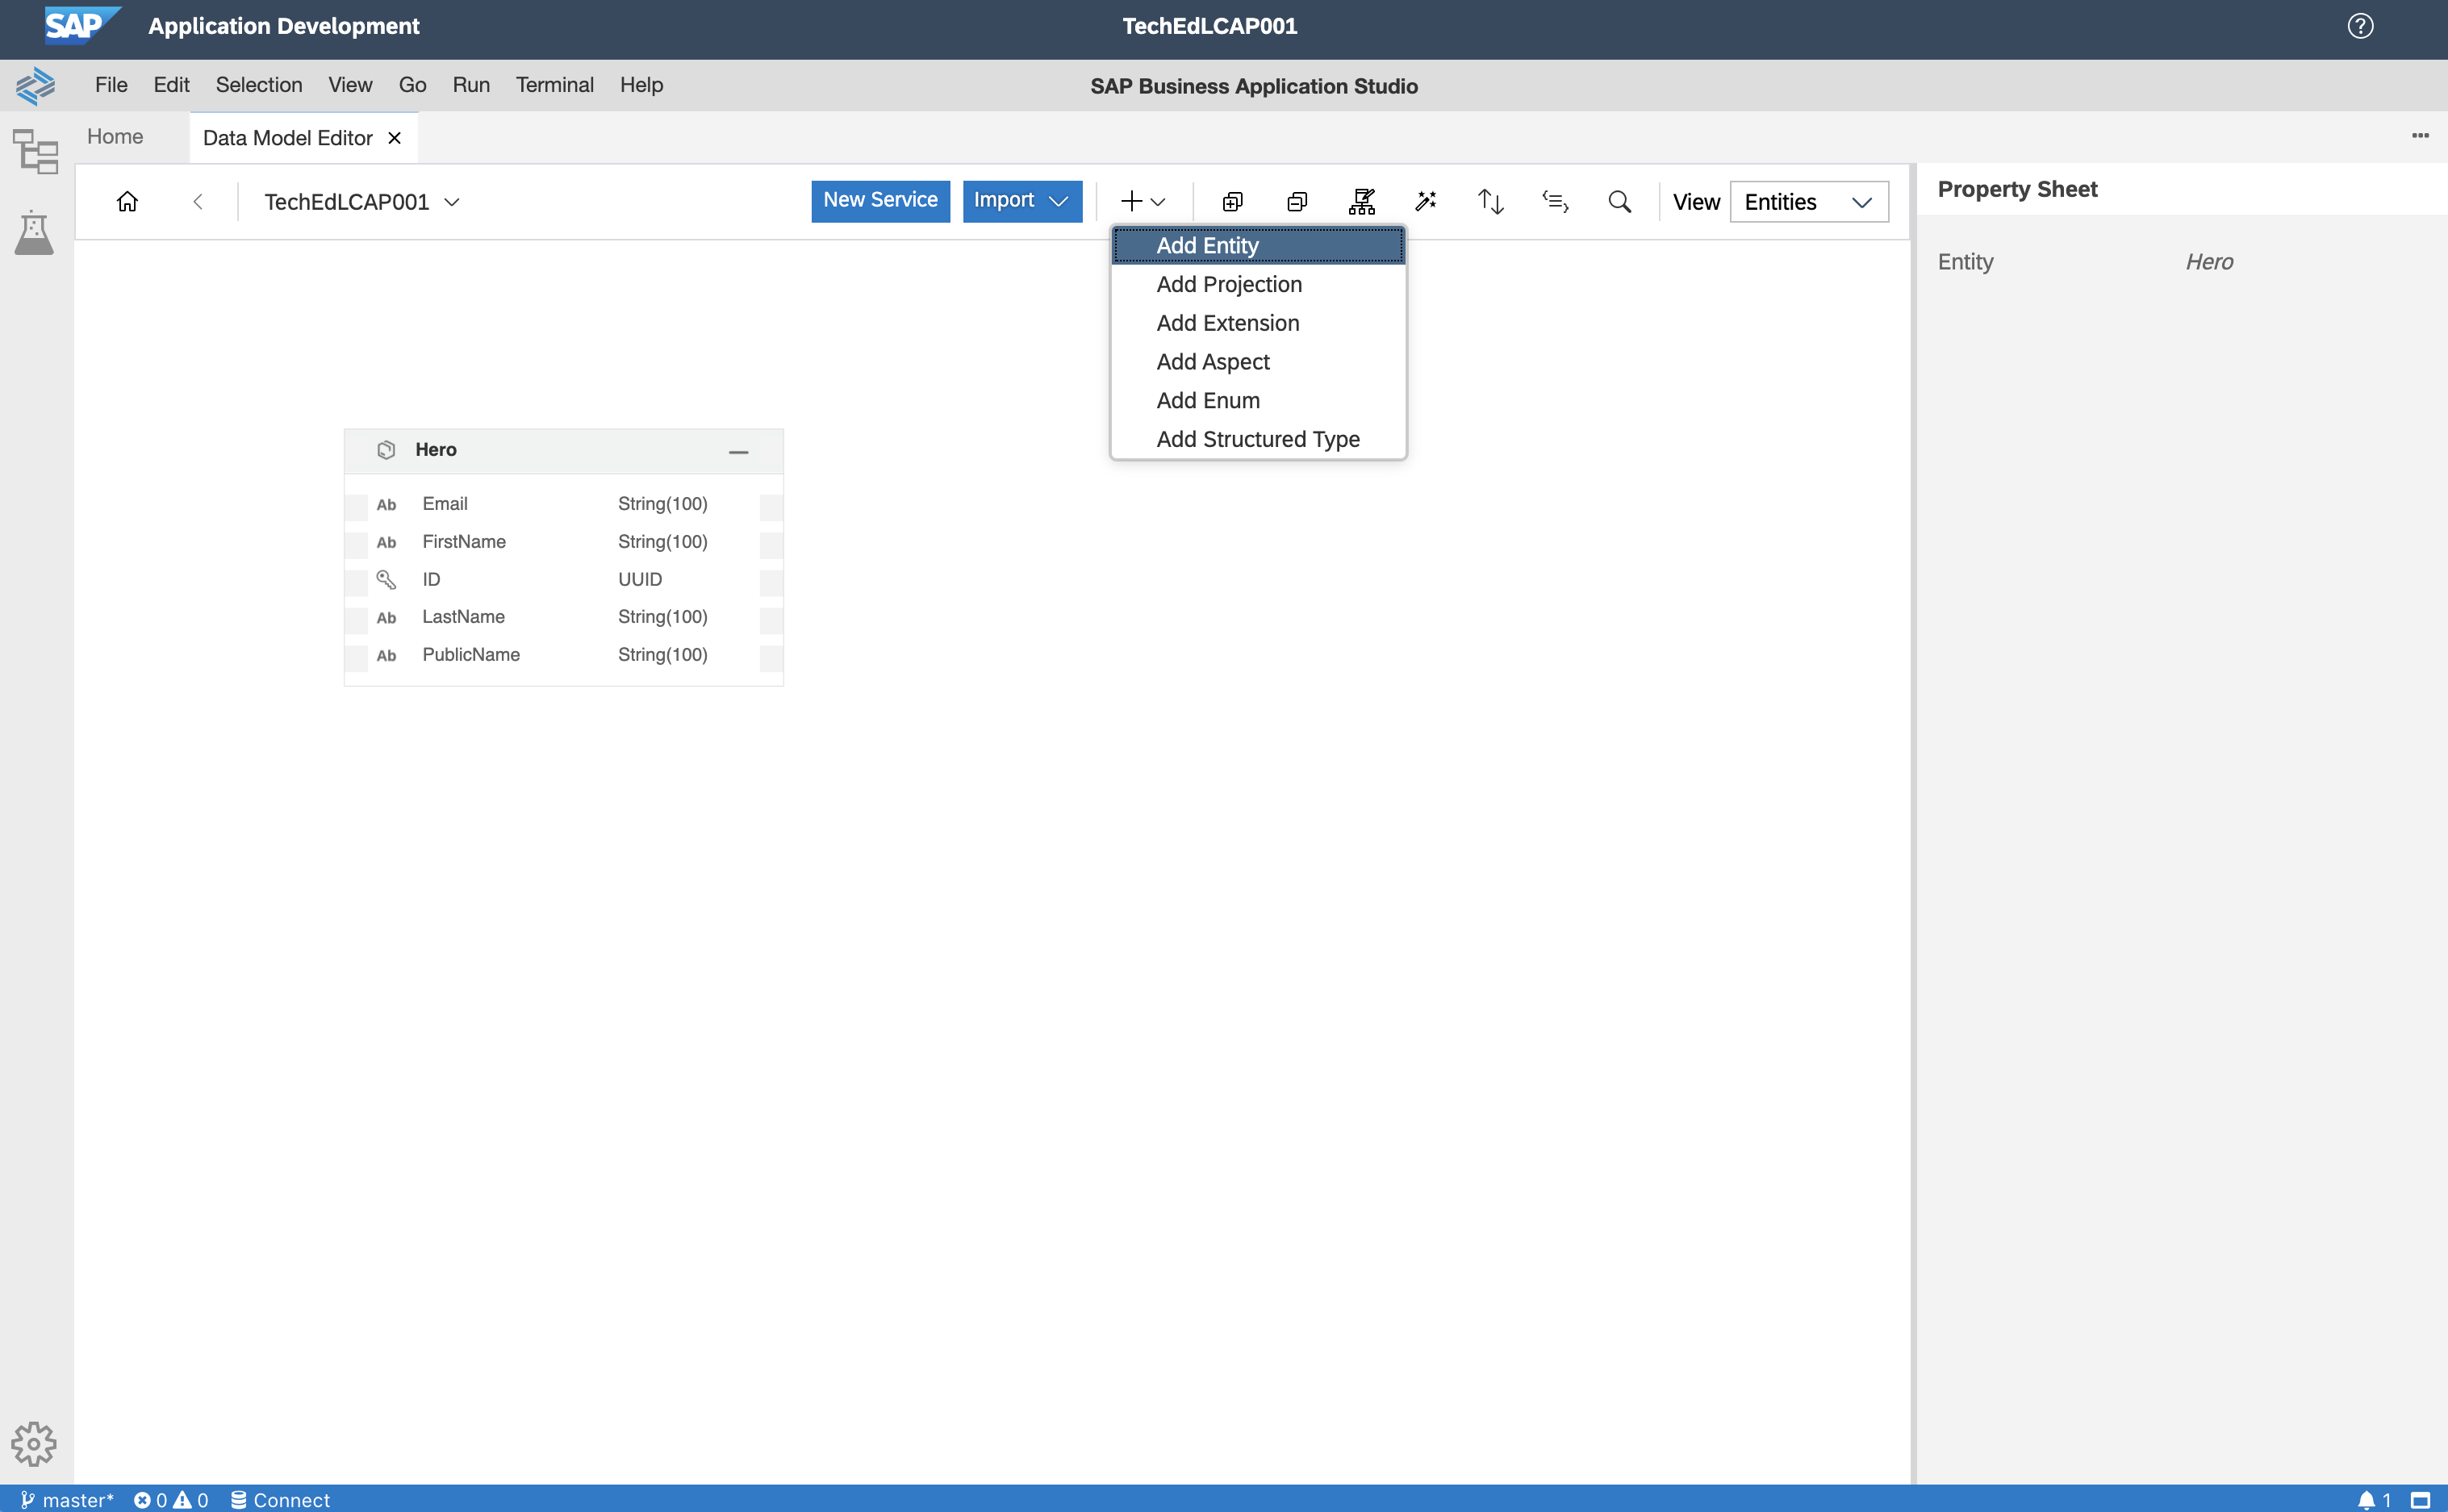 SAP Application Development TechEdLCAP001 ?
File Edit Selection View Go Run Terminal Help SAP Business Application Studio
Home Data Model Editor
TechEdLCAP001 New Service Import View Entities
Property Sheet
Entity Hero
Add Entity
Add Projection
Add Extension
Add Aspect
Add Enum
Add Structured Type
Hero
Ab Email String(100)
Ab FirstName String(100)
ID UUID
Ab LastName String(100)
Ab PublicName String(100)
master* 0 0 Connect 1